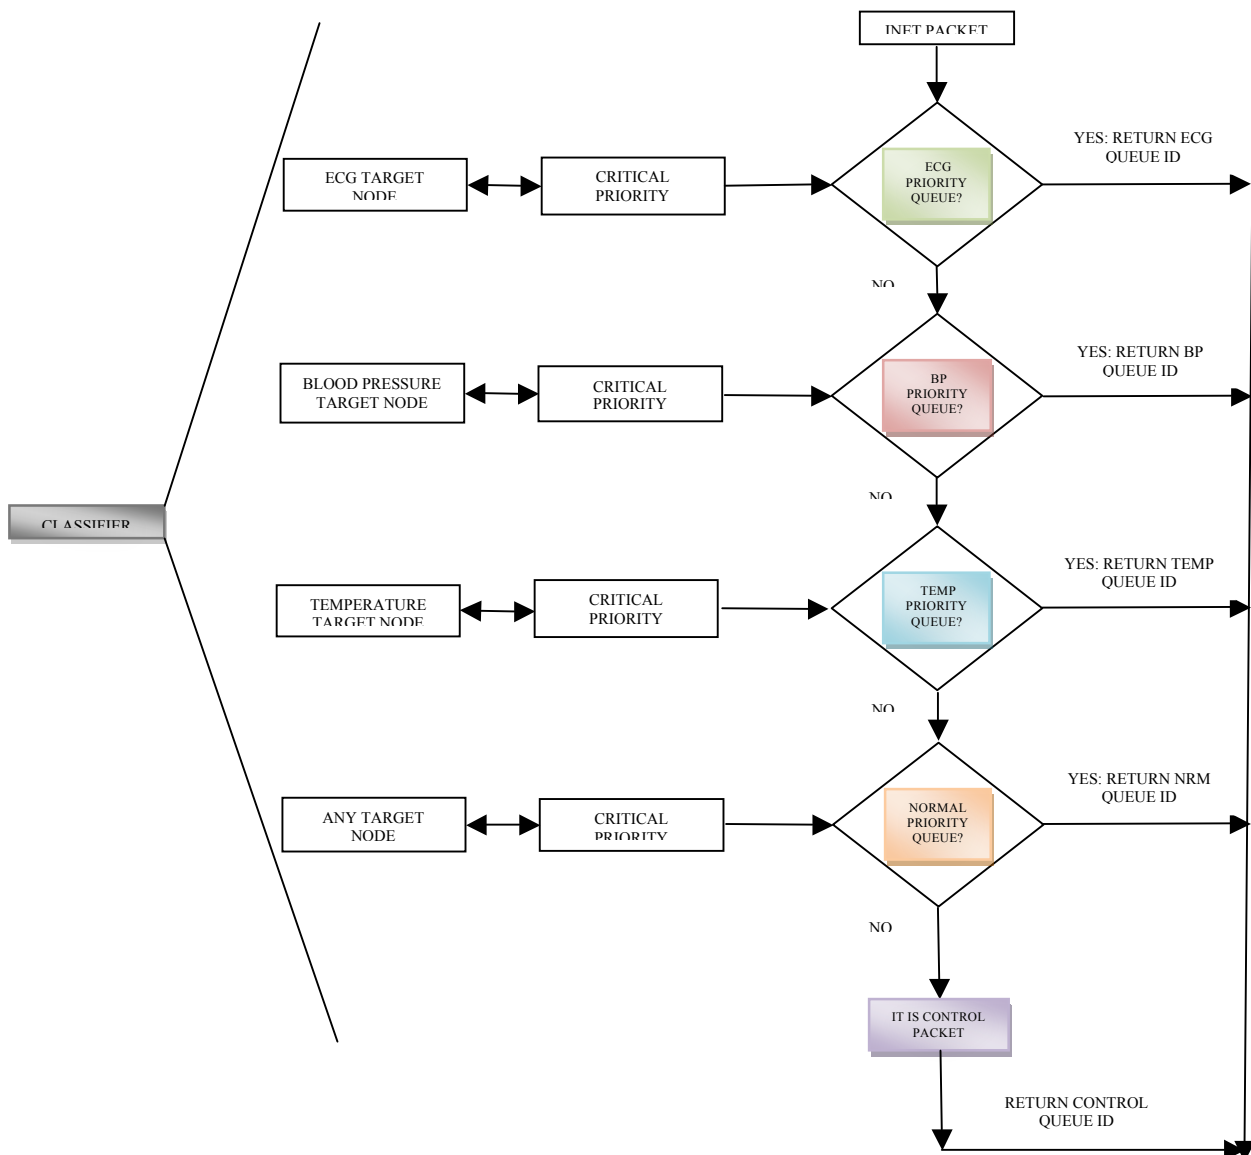 INET PACKET
YES: RETURN ECG
QUEUE ID
ECG TARGET
NODE
CRITICAL
PRIORITY
ECG
PRIORITY
QUEUE?
NO
YES: RETURN BP
QUEUE ID
BLOOD PRESSURE
TARGET NODE
CRITICAL
PRIORITY
BP
PRIORITY
QUEUE?
NO
CLASSIFIER
YES: RETURN TEMP
QUEUE ID
TEMPERATURE
TARGET NODE
CRITICAL
PRIORITY
TEMP
PRIORITY
QUEUE?
NO
YES: RETURN NRM
QUEUE ID
ANY TARGET
NODE
CRITICAL
PRIORITY
NORMAL
PRIORITY
QUEUE?
NO
IT IS CONTROL
PACKET
RETURN CONTROL
QUEUE ID